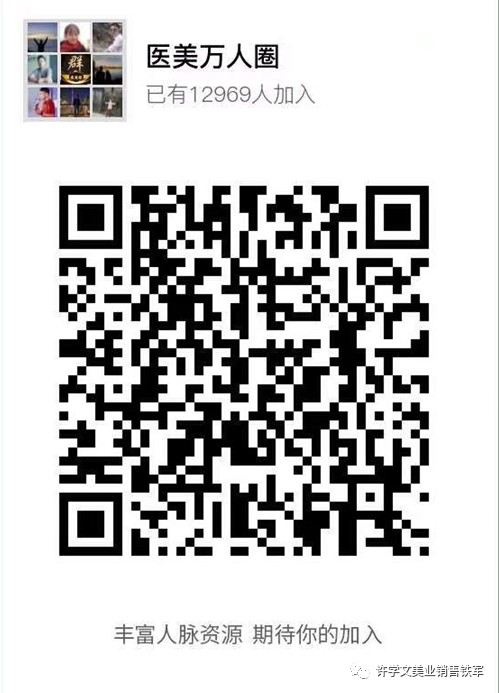 医美万人圈
已有12969人加入
群
丰富人脉资源 期待你的加入
许学文美业销售铁军